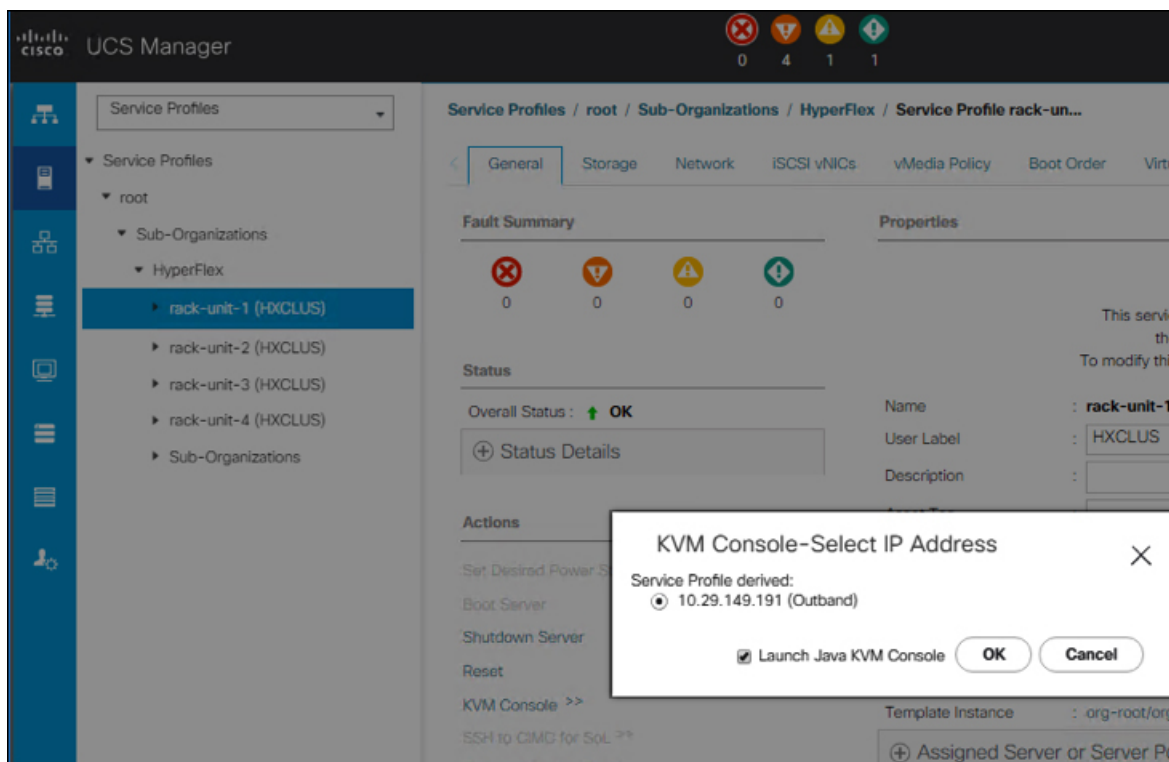 cisco UCS Manager
0 4 1 1
Service Profiles
Service Profiles
root
Sub-Organizations
HyperFlex
rack-unit-1 (HXCLUS)
rack-unit-2 (HXCLUS)
rack-unit-3 (HXCLUS)
rack-unit-4 (HXCLUS)
Sub-Organizations
Service Profiles / root / Sub-Organizations / HyperFlex / Service Profile rack-un...
< General Storage Network iSCSI vNICs vMedia Policy Boot Order Virt
Fault Summary
0 0 0 0
Status
Overall Status : OK
Status Details
Actions
Set Desired Power S
Boot Server
Shutdown Server
Reset
KVM Console >>
SSH to CIMC for SoL >>
Properties
This servi
th
To modify thi
Name : rack-unit-1
User Label : HXCLUS
Description :
KVM Console-Select IP Address
Service Profile derived:
10.29.149.191 (Outband)
Launch Java KVM Console OK Cancel
Template Instance : org-root/org
Assigned Server or Server P